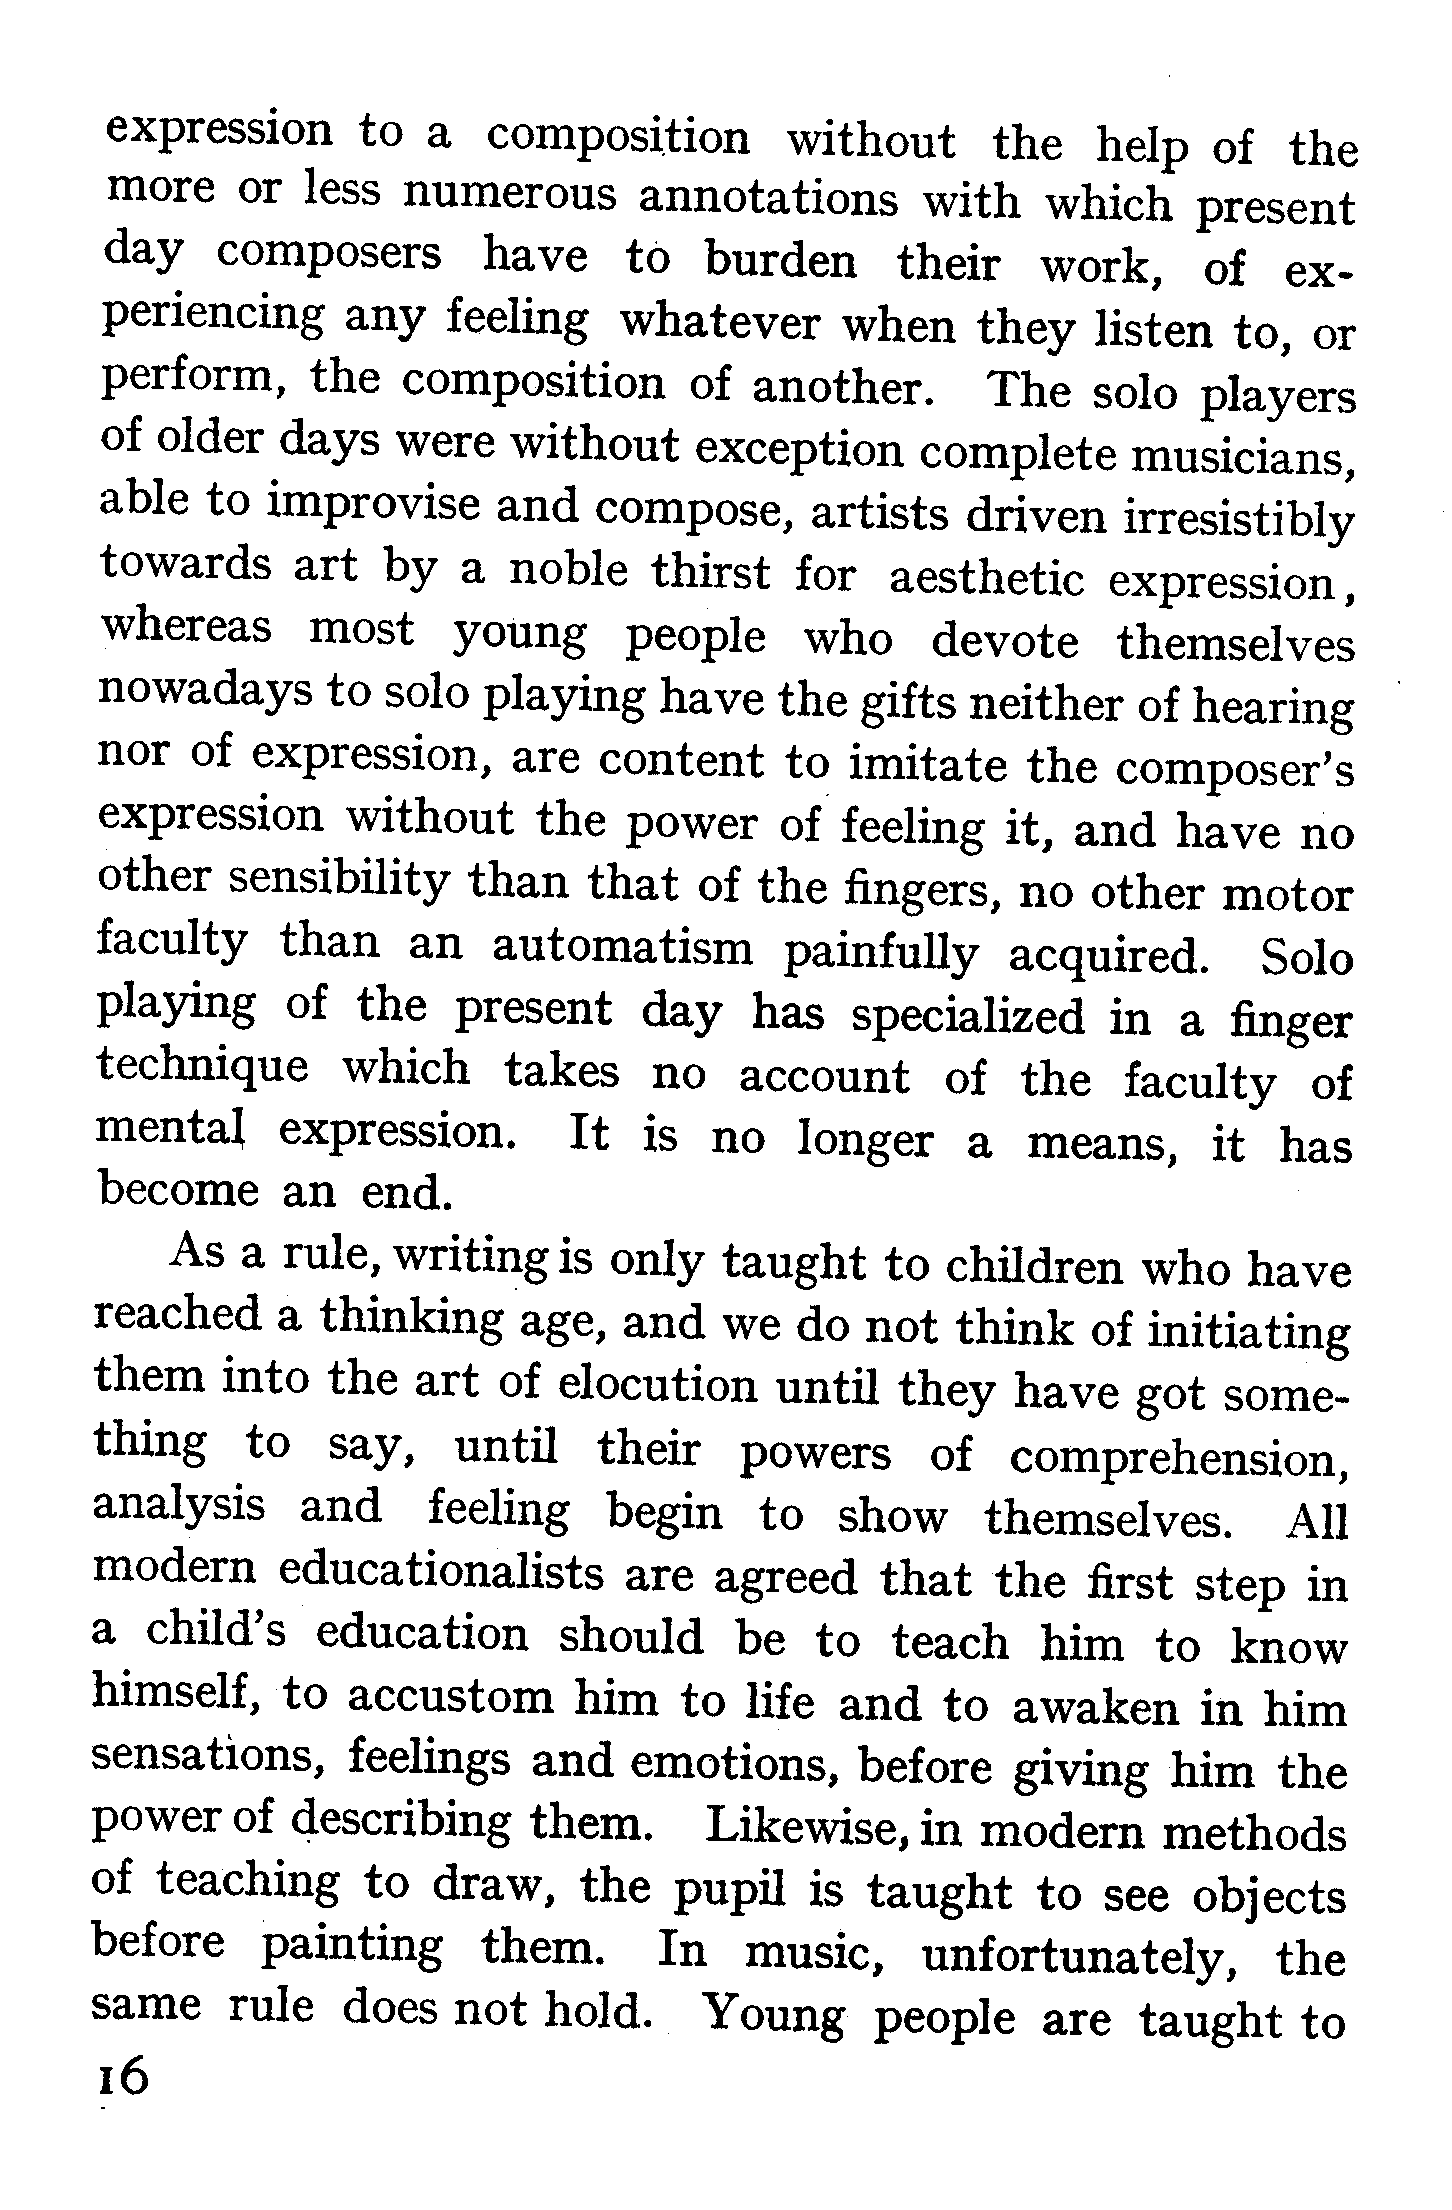 expression to a composition without the help of the
more or less numerous annotations with which present
day composers have to burden their work, of ex-
periencing any feeling whatever when they listen to, or
perform, the composition of another. The solo players
of older days were without exception complete musicians,
able to improvise and compose, artists driven irresistibly
towards art by a noble thirst for aesthetic expression,
whereas most young people who devote themselves
nowadays to solo playing have the gifts neither of hearing
nor of expression, are content to imitate the composer's
expression without the power of feeling it, and have no
other sensibility than that of the fingers, no other motor
faculty than an automatism painfully acquired. Solo
playing of the present day has specialized in a finger
technique which takes no account of the faculty of
mental expression. It is no longer a means, it has
become an end.
As a rule, writing is only taught to children who have
reached a thinking age, and we do not think of initiating
them into the art of elocution until they have got some-
thing to say, until their powers of comprehension,
analysis and feeling begin to show themselves. All
modern educationalists are agreed that the first step in
a child's education should be to teach him to know
himself, to accustom him to life and to awaken in him
sensations, feelings and emotions, before giving him the
power of describing them. Likewise, in modern methods
of teaching to draw, the pupil is taught to see objects
before painting them. In music, unfortunately, the
same rule does not hold. Young people are taught to
16